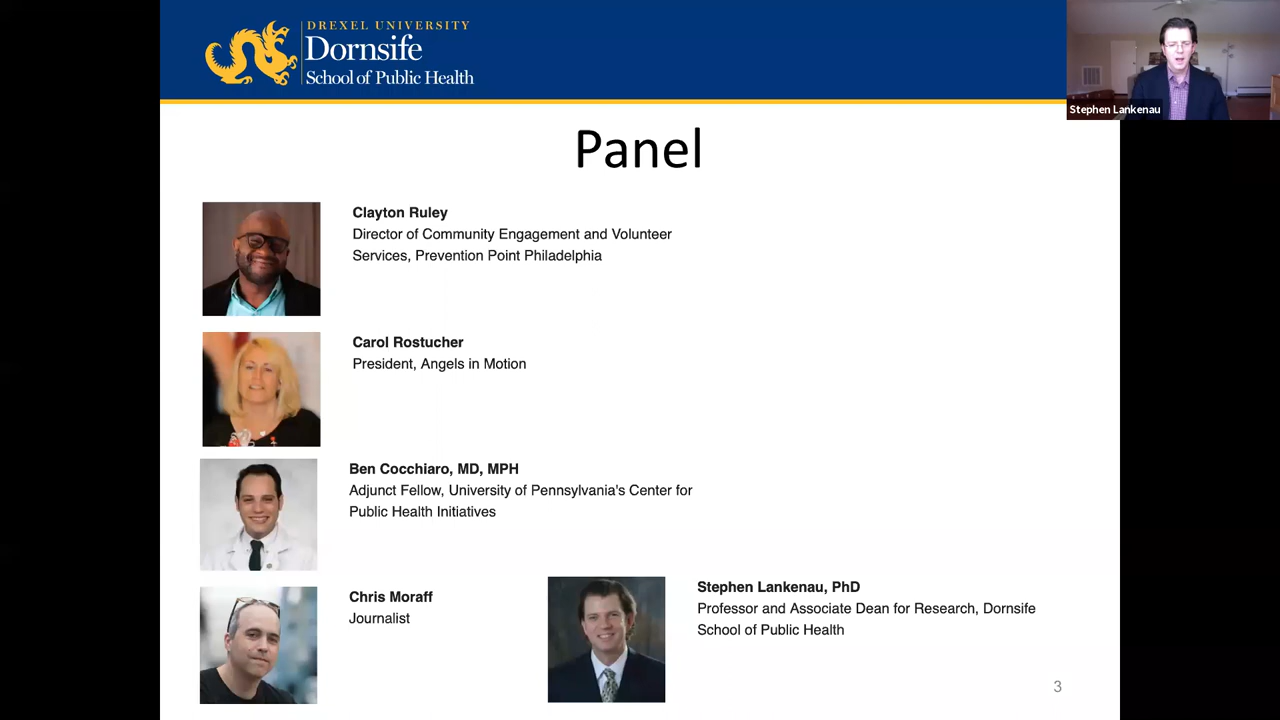 DREXEL UNIVERSITY
Dornsife
School of Public Health
Stephen Lankenau
Panel
Clayton Ruley
Director of Community Engagement and Volunteer
Services, Prevention Point Philadelphia
Carol Rostucher
President, Angels in Motion
Ben Cocchiaro, MD, MPH
Adjunct Fellow, University of Pennsylvania's Center for
Public Health Initiatives
Chris Moraff
Journalist
Stephen Lankenau, PhD
Professor and Associate Dean for Research, Dornsife
School of Public Health
3